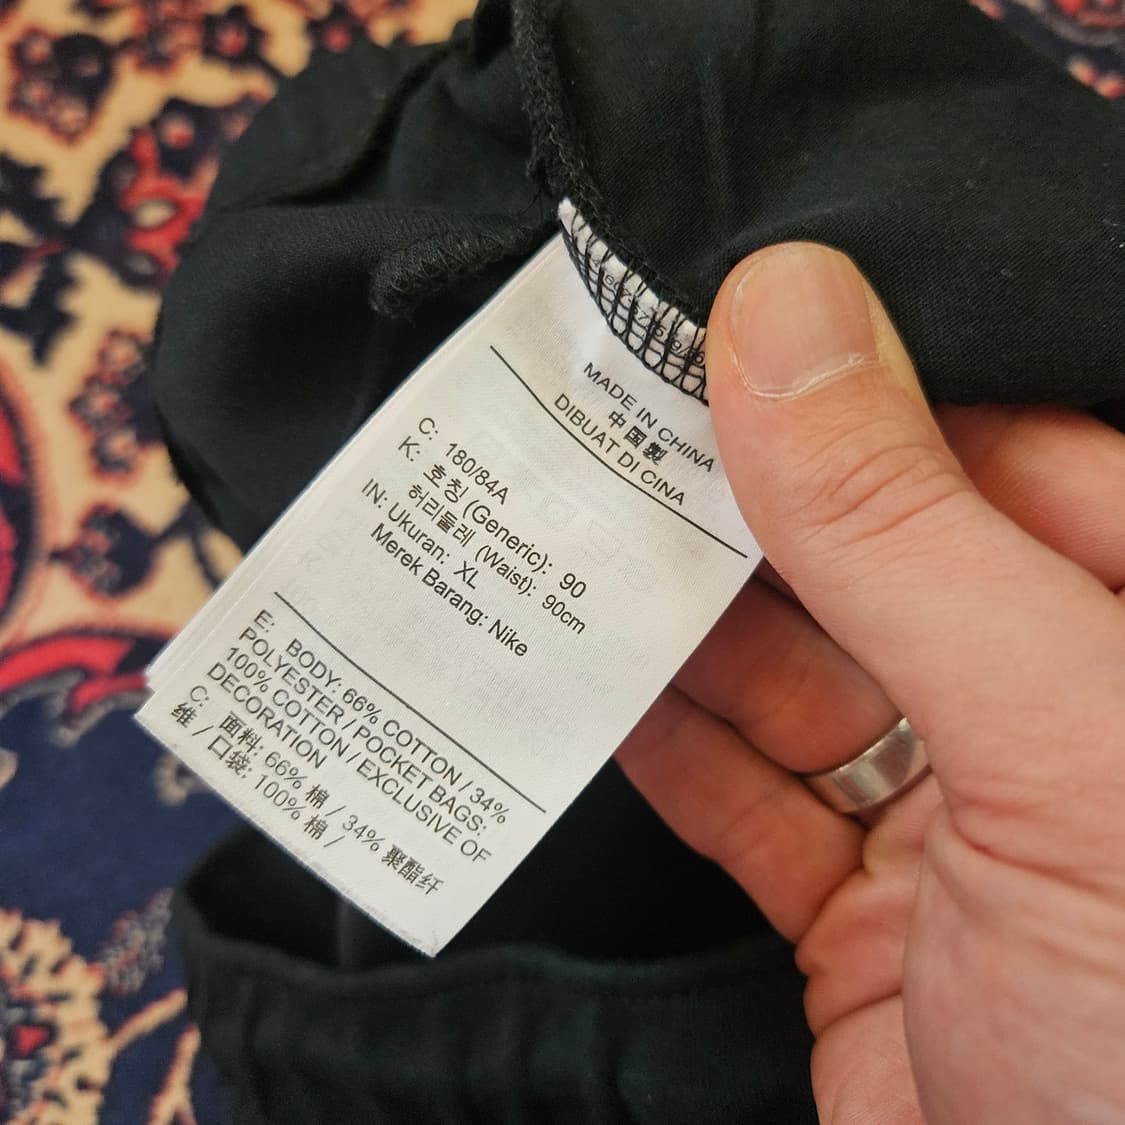 MADE IN CHINA
中国製
DIBUAT DI CINA
C: 180/84A
K: 호칭 (Generic): 90
허리둘레 (Waist): 90cm
IN: Ukuran: XL
Merek Barang: Nike
E: BODY: 66% COTTON / 34%
POLYESTER / POCKET BAGS:
100% COTTON / EXCLUSIVE OF
DECORATION
C: 面料: 66% 棉 / 34% 聚酯纤
维 / 口袋: 100% 棉 /